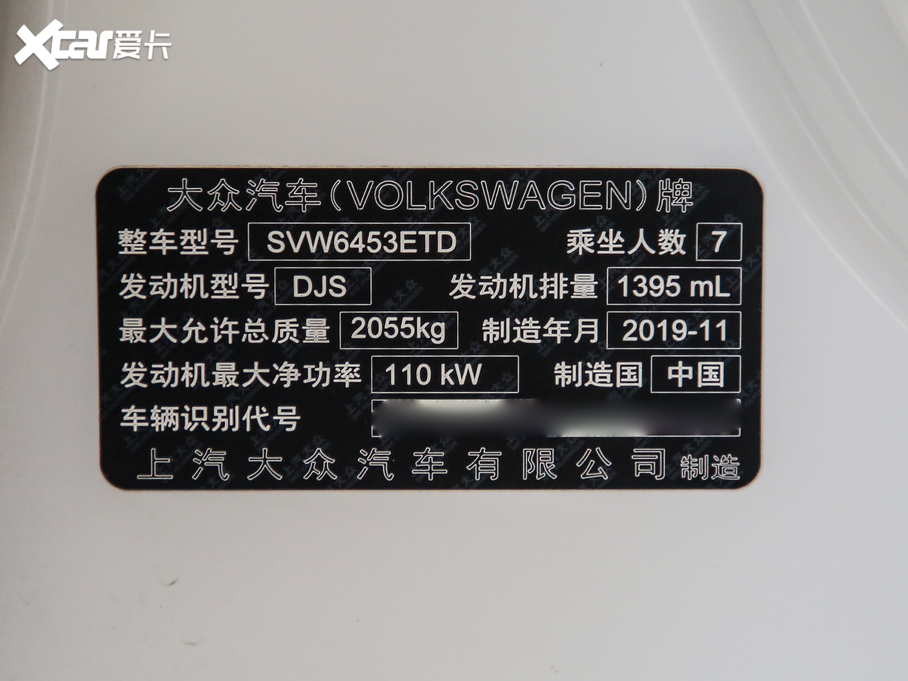 Xcar爱卡
大众汽车(VOLKSWAGEN)牌
整车型号 SVW6453ETD 乘坐人数 7
发动机型号 DJS 发动机排量 1395 mL
最大允许总质量 2055kg 制造年月 2019-11
发动机最大净功率 110 kW 制造国 中国
车辆识别代号
上汽大众汽车有限公司 制造